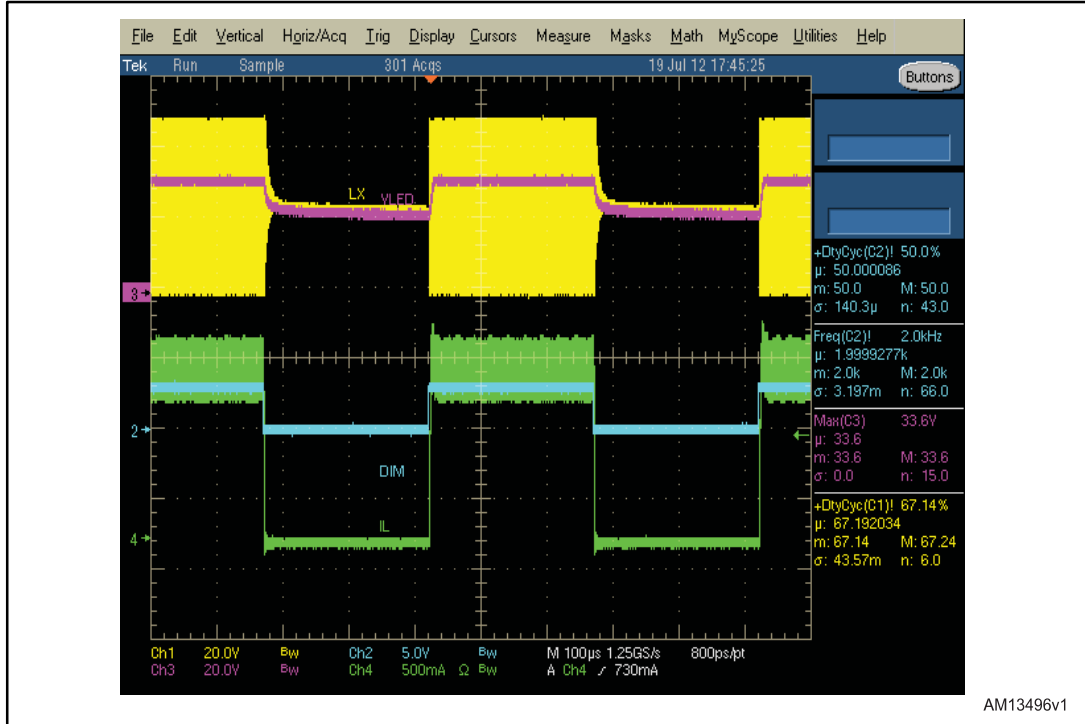 File Edit Vertical Horiz/Acq Trig Display Cursors Measure Masks Math MyScope Utilities Help
Tek Run Sample 301 Acqs 19 Jul 12 17:45:25
Buttons
LX
VLED
3
+DtyCyc(C2)! 50.0%
µ: 50.000086
m: 50.0 M: 50.0
σ: 140.3µ n: 43.0
Freq(C2)! 2.0kHz
µ: 1.9999277k
m: 2.0k M: 2.0k
σ: 3.197m n: 66.0
2
Max(C3) 33.6V
µ: 33.6
m: 33.6 M: 33.6
σ: 0.0 n: 15.0
DIM
IL
4
+DtyCyc(C1)! 67.14%
µ: 67.192034
m: 67.14 M: 67.24
σ: 43.57m n: 6.0
Ch1 20.0V Bw Ch2 5.0V Bw M 100µs 1.25GS/s 800ps/pt
Ch3 20.0V Bw Ch4 500mA Ω Bw A Ch4 ⁄ 730mA
AM13496v1